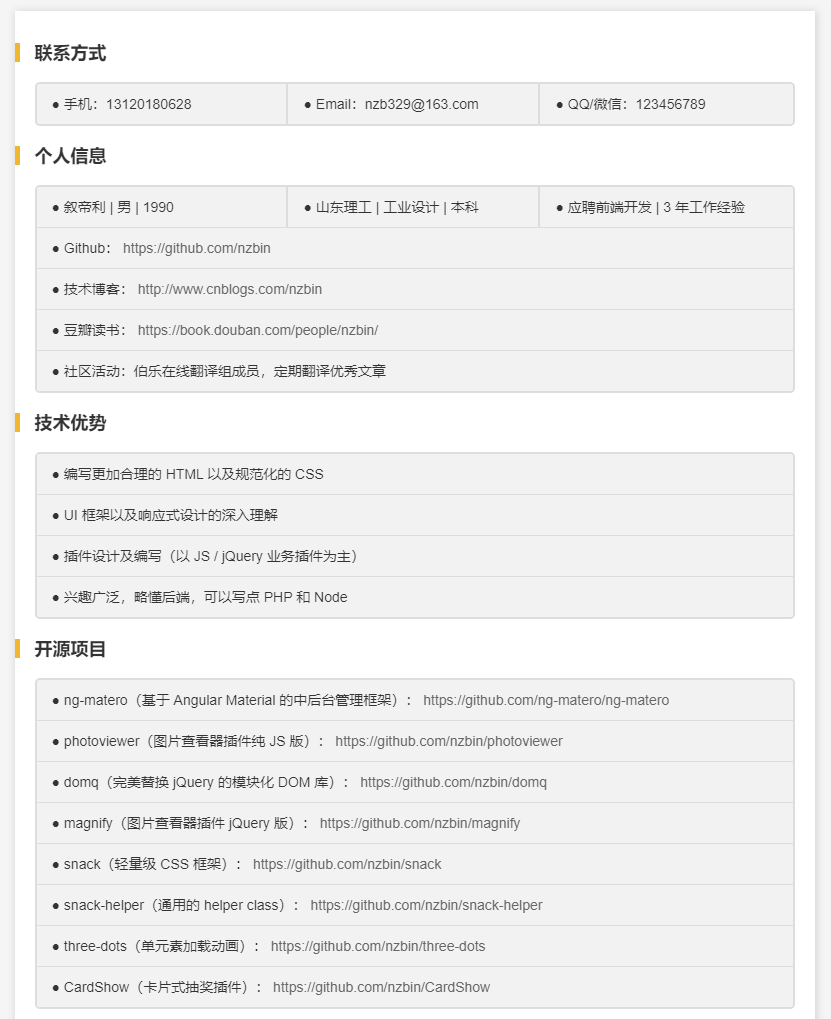 联系方式
● 手机：13120180628 ● Email：nzb329@163.com ● QQ/微信：123456789
个人信息
● 叙帝利 | 男 | 1990 ● 山东理工 | 工业设计 | 本科 ● 应聘前端开发 | 3 年工作经验
● Github： https://github.com/nzbin
● 技术博客： http://www.cnblogs.com/nzbin
● 豆瓣读书： https://book.douban.com/people/nzbin/
● 社区活动：伯乐在线翻译组成员，定期翻译优秀文章
技术优势
● 编写更加合理的 HTML 以及规范化的 CSS
● UI 框架以及响应式设计的深入理解
● 插件设计及编写（以 JS / jQuery 业务插件为主）
● 兴趣广泛，略懂后端，可以写点 PHP 和 Node
开源项目
● ng-matero（基于 Angular Material 的中后台管理框架）： https://github.com/ng-matero/ng-matero
● photoviewer（图片查看器插件纯 JS 版）： https://github.com/nzbin/photoviewer
● domq（完美替换 jQuery 的模块化 DOM 库）： https://github.com/nzbin/domq
● magnify（图片查看器插件 jQuery 版）： https://github.com/nzbin/magnify
● snack（轻量级 CSS 框架）： https://github.com/nzbin/snack
● snack-helper（通用的 helper class）： https://github.com/nzbin/snack-helper
● three-dots（单元素加载动画）： https://github.com/nzbin/three-dots
● CardShow（卡片式抽奖插件）： https://github.com/nzbin/CardShow